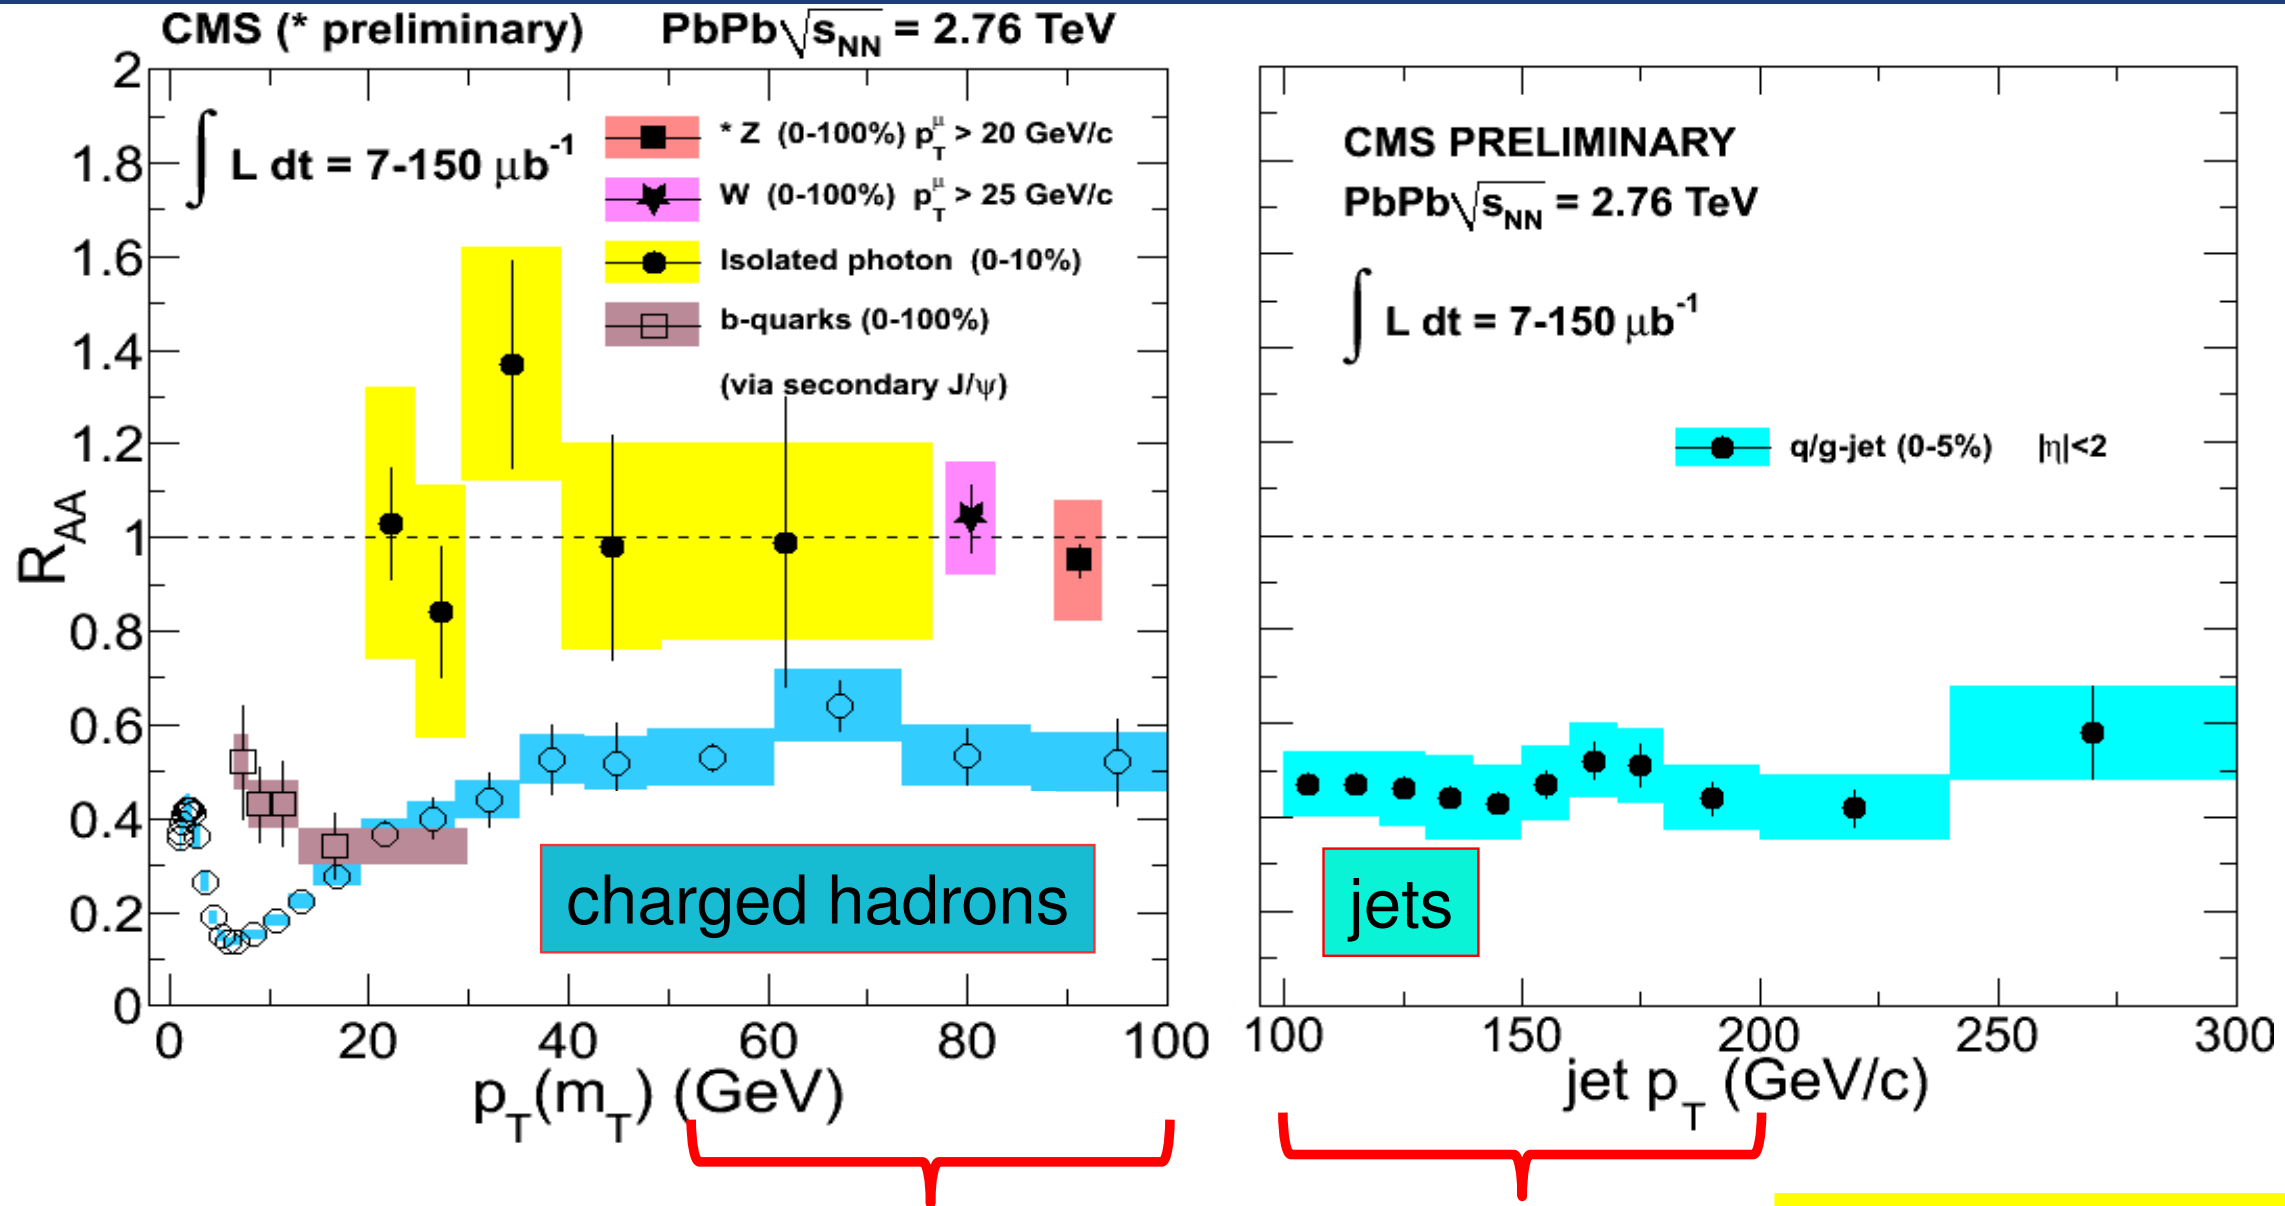 CMS (* preliminary) PbPb√sNN = 2.76 TeV
∫ L dt = 7-150 μb-1
* Z (0-100%) pTμ > 20 GeV/c
W (0-100%) pTμ > 25 GeV/c
Isolated photon (0-10%)
b-quarks (0-100%)
(via secondary J/ψ)
RAA
2
1.8
1.6
1.4
1.2
1
0.8
0.6
0.4
0.2
0
charged hadrons
0 20 40 60 80 100
pT(mT) (GeV)
CMS PRELIMINARY
PbPb√sNN = 2.76 TeV
∫ L dt = 7-150 μb-1
q/g-jet (0-5%) |η|<2
jets
100 150 200 250 300
jet pT (GeV/c)